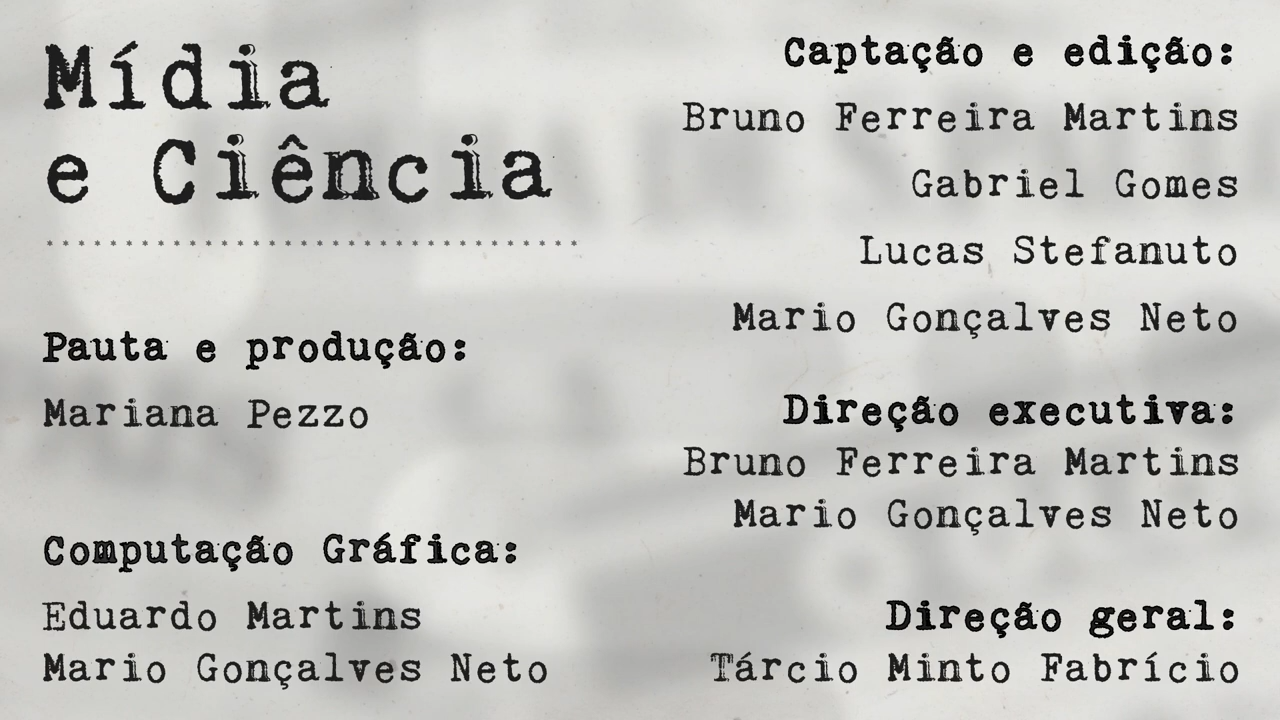 Mídia
e Ciência
Pauta e produção:
Mariana Pezzo
Computação Gráfica:
Eduardo Martins
Mario Gonçalves Neto
Captação e edição:
Bruno Ferreira Martins
Gabriel Gomes
Lucas Stefanuto
Mario Gonçalves Neto
Direção executiva:
Bruno Ferreira Martins
Mario Gonçalves Neto
Direção geral:
Tárcio Minto Fabrício